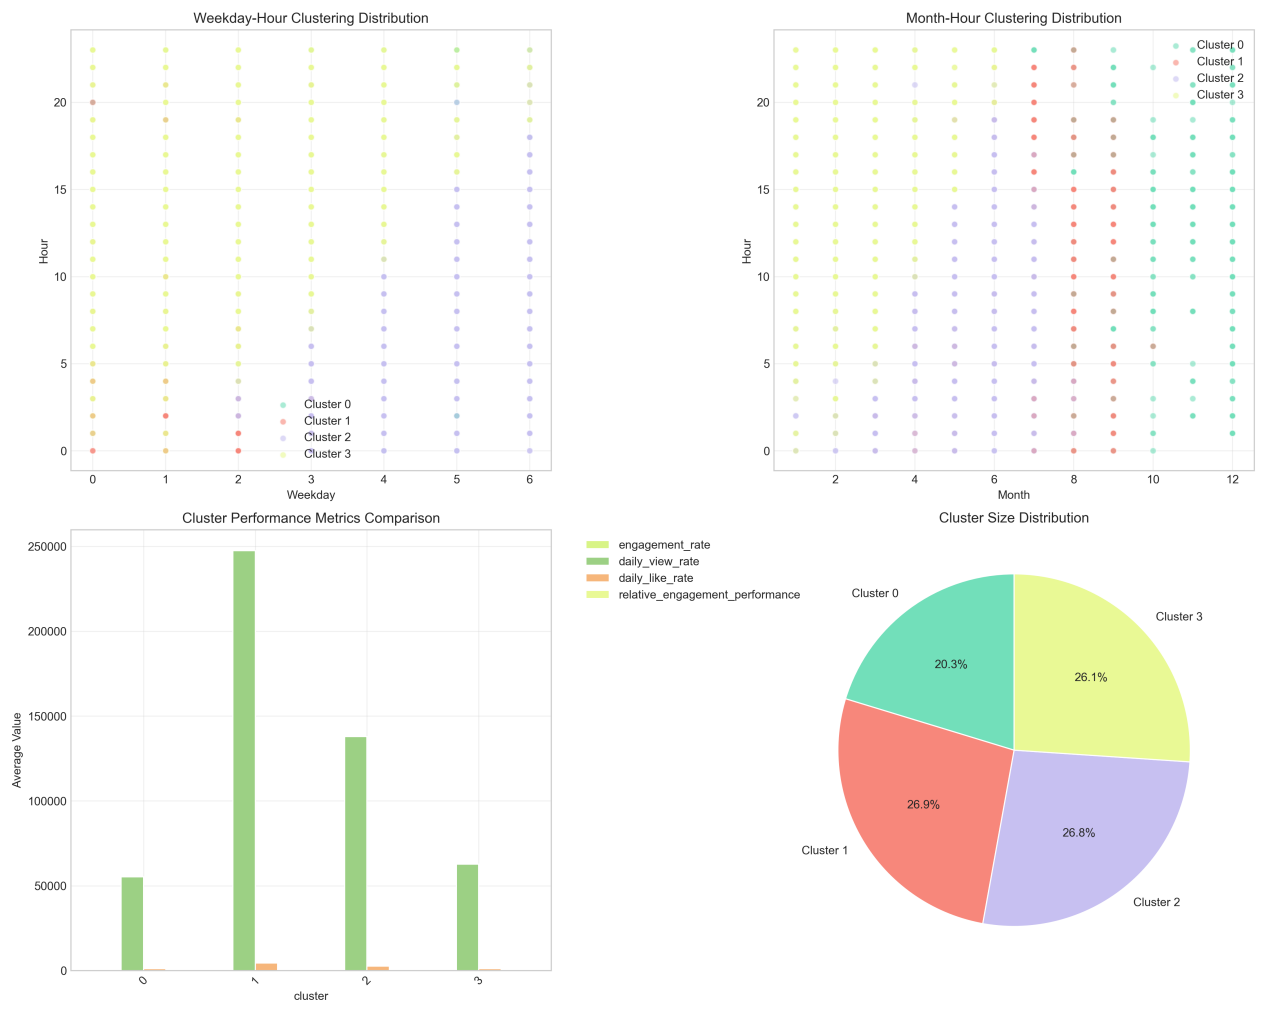 Weekday-Hour Clustering Distribution
20
15
10
5
0
Hour
0 1 2 3 4 5 6
Weekday
Cluster 0
Cluster 1
Cluster 2
Cluster 3
Month-Hour Clustering Distribution
20
15
10
5
0
Hour
2 4 6 8 10 12
Month
Cluster 0
Cluster 1
Cluster 2
Cluster 3
Cluster Performance Metrics Comparison
250000
200000
150000
100000
50000
0
Average Value
0 1 2 3
cluster
engagement_rate
daily_view_rate
daily_like_rate
relative_engagement_performance
Cluster Size Distribution
Cluster 0
20.3%
Cluster 3
26.1%
Cluster 1
26.9%
Cluster 2
26.8%